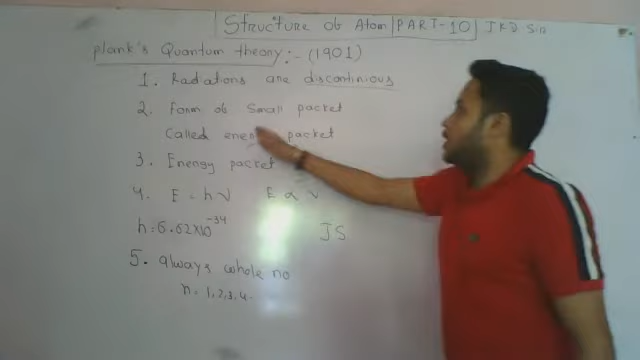 Structure of Atom PART-10 JRD Sir
plank's Quantum theory:- (1901)
1. Radiations are discontinious
2. Form of small packet
Called energy packet
3. Energy packet
4. E = hν E ∝ ν
h = 6.62×10⁻³⁴ JS
5. always whole no
n = 1,2,3,4-